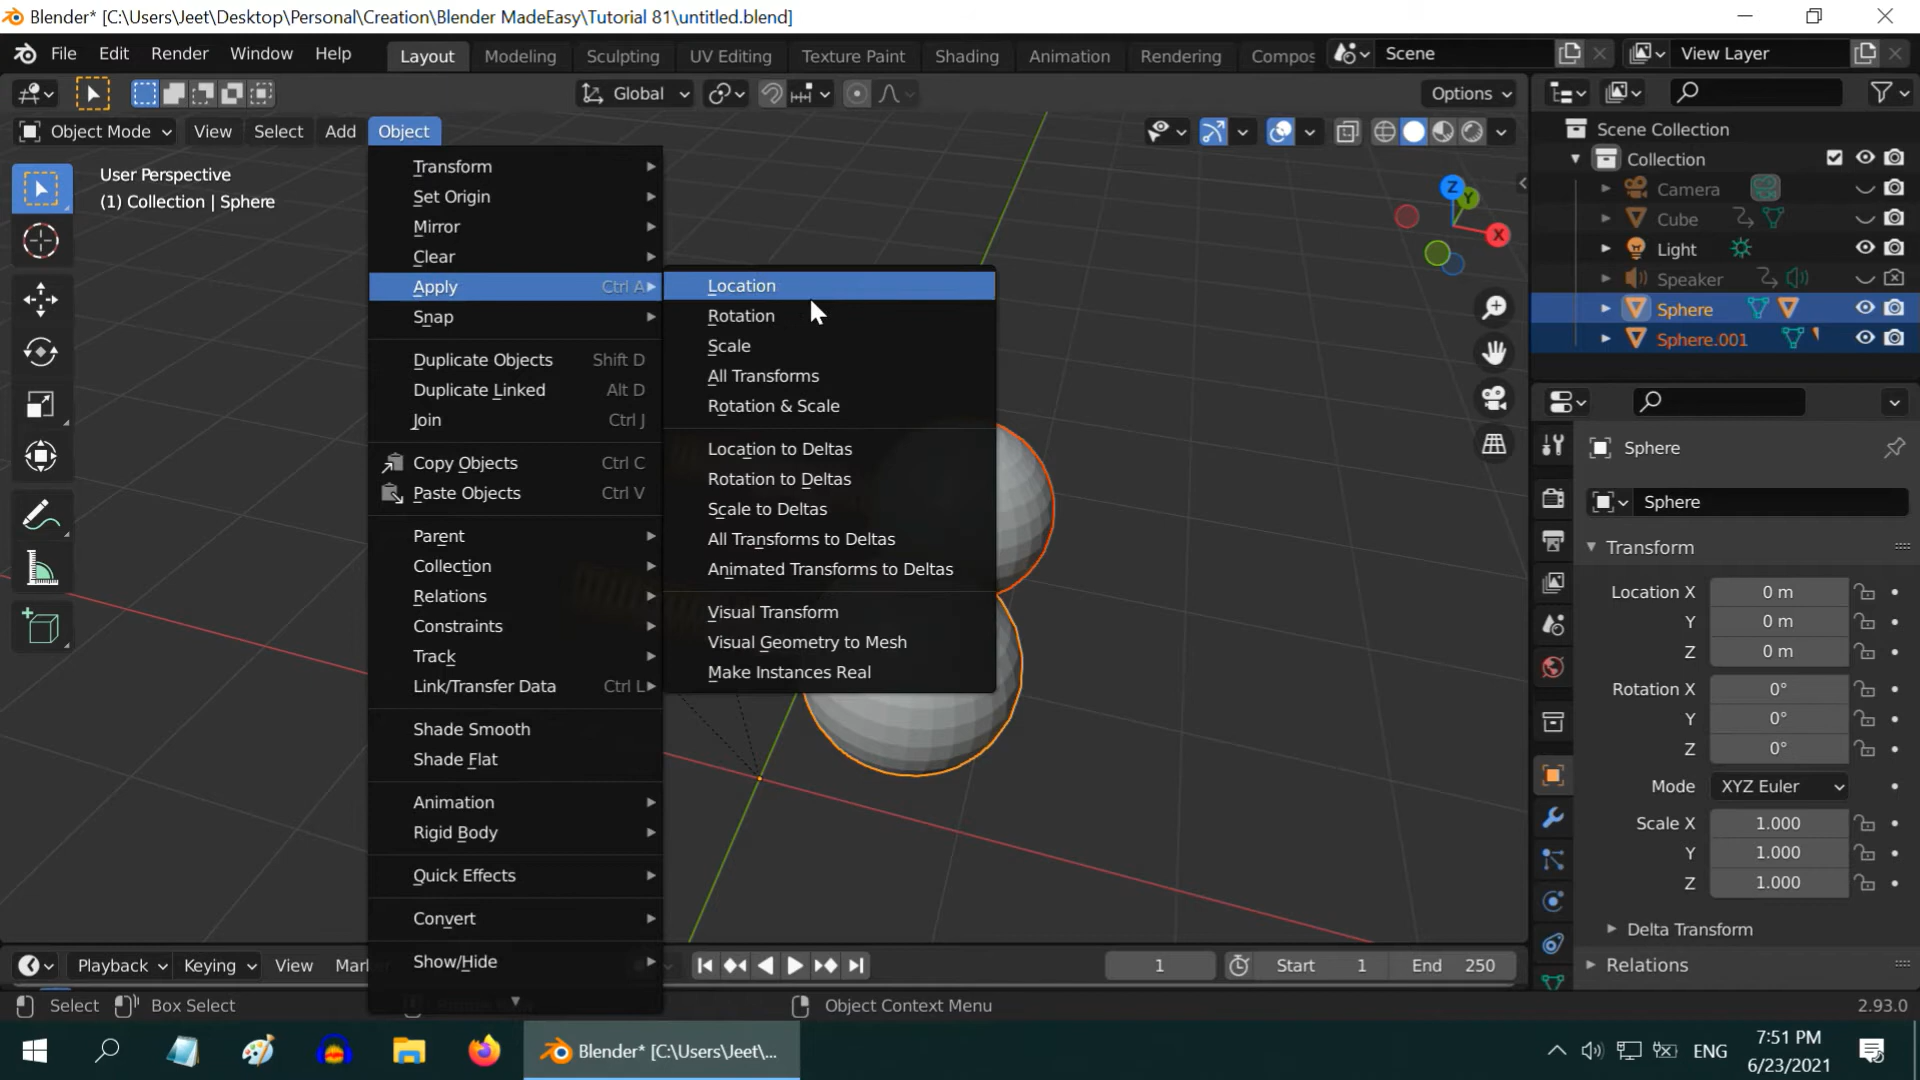 Blender* [C:\Users\Jeet\Desktop\Personal\Creation\Blender MadeEasy\Tutorial 81\untitled.blend]
File Edit Render Window Help Layout Modeling Sculpting UV Editing Texture Paint Shading Animation Rendering Compos Scene View Layer
Global Options
Object Mode View Select Add Object
User Perspective
(1) Collection | Sphere
Transform
Set Origin
Mirror
Clear
Apply Ctrl A
Snap
Duplicate Objects Shift D
Duplicate Linked Alt D
Join Ctrl J
Copy Objects Ctrl C
Paste Objects Ctrl V
Parent
Collection
Relations
Constraints
Track
Link/Transfer Data Ctrl L
Shade Smooth
Shade Flat
Animation
Rigid Body
Quick Effects
Convert
Show/Hide
Location
Rotation
Scale
All Transforms
Rotation & Scale
Location to Deltas
Rotation to Deltas
Scale to Deltas
All Transforms to Deltas
Animated Transforms to Deltas
Visual Transform
Visual Geometry to Mesh
Make Instances Real
Z
Y
X
Scene Collection
Collection
Camera
Cube
Light
Speaker
Sphere
Sphere.001
Sphere
Sphere
Transform
Location X 0 m
Y 0 m
Z 0 m
Rotation X 0°
Y 0°
Z 0°
Mode XYZ Euler
Scale X 1.000
Y 1.000
Z 1.000
Delta Transform
Relations
Playback Keying View Mar 1 Start 1 End 250
Select Box Select Object Context Menu 2.93.0
Blender* [C:\Users\Jeet\...
ENG
7:51 PM
6/23/2021